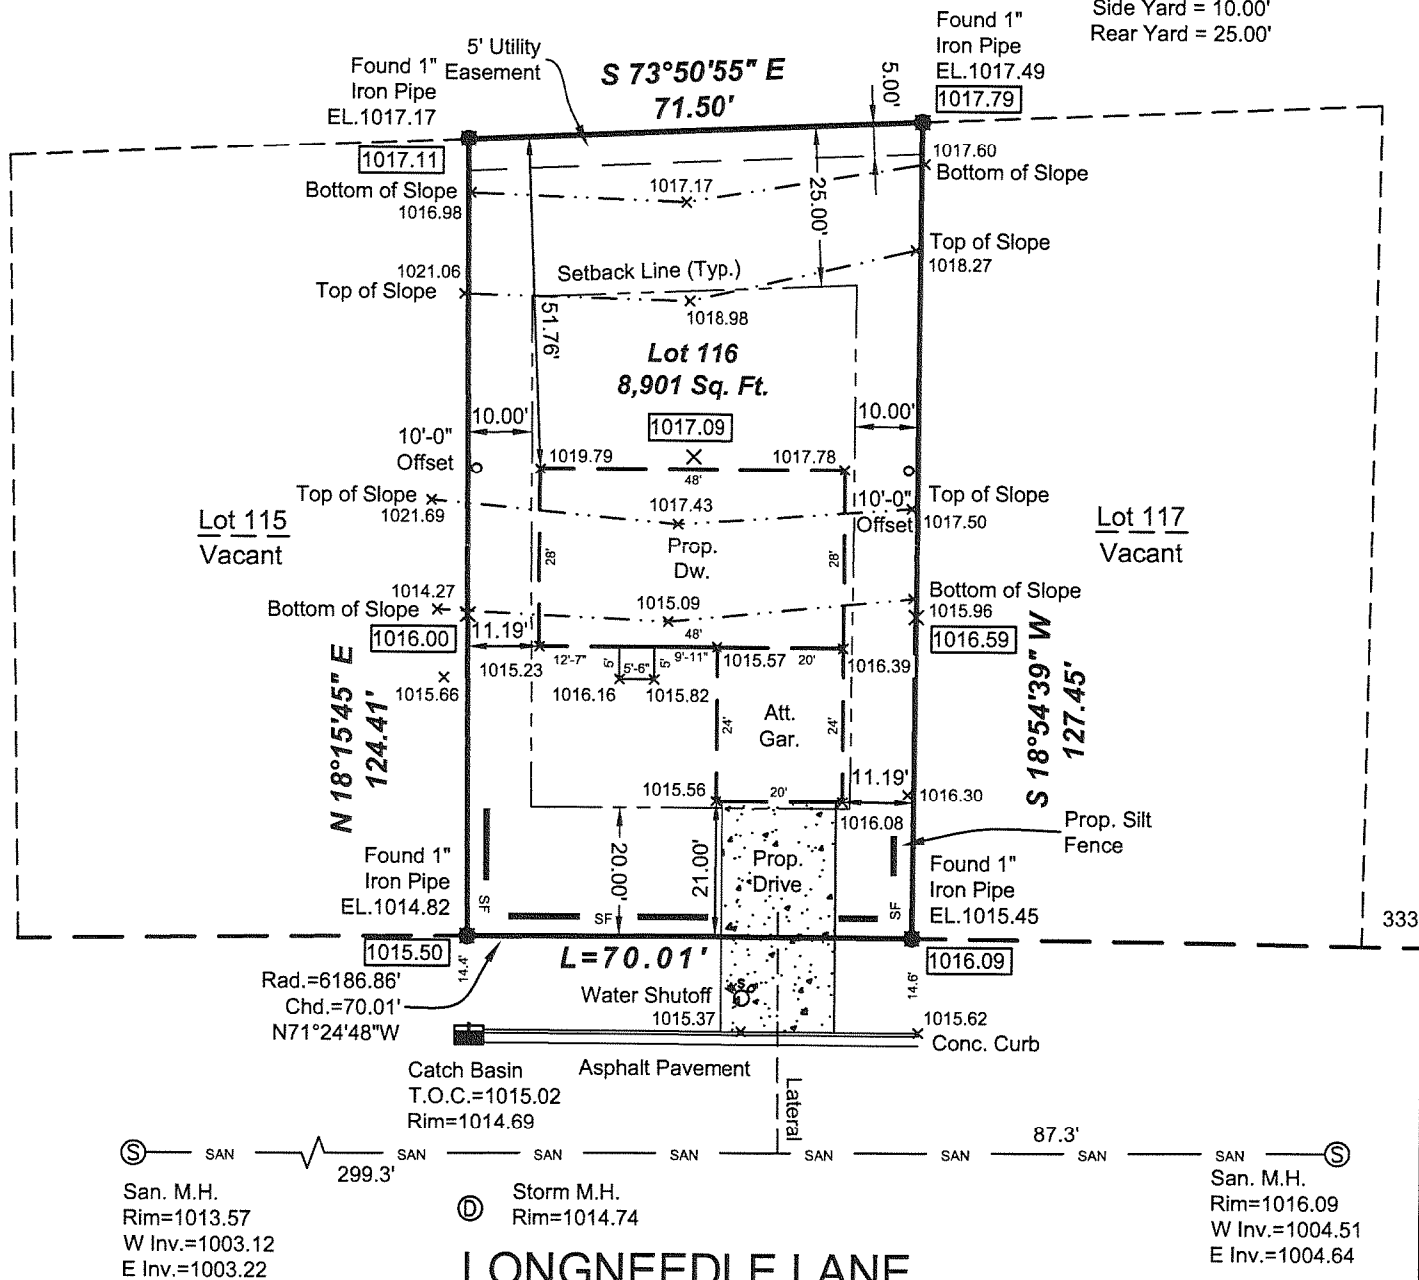 Side Yard = 10.00'
Rear Yard = 25.00'
Found 1"
Iron Pipe
EL.1017.49
1017.79
5' Utility
Easement
S 73°50'55" E
71.50'
5.00'
Found 1"
Iron Pipe
EL.1017.17
1017.11
1017.60
Bottom of Slope
Bottom of Slope
1016.98
1017.17
25.00'
Top of Slope
1018.27
1021.06
Top of Slope
Setback Line (Typ.)
1018.98
51.76'
Lot 116
8,901 Sq. Ft.
1017.09
10.00'
10.00'
10'-0"
Offset
1019.79
1017.78
48'
Top of Slope
1021.69
1017.43
10'-0"
Offset
Top of Slope
1017.50
Lot 115
Vacant
Lot 117
Vacant
Prop.
Dw.
28'
28'
1014.27
Bottom of Slope
1016.00
1015.09
48'
Bottom of Slope
1015.96
1016.59
11.19'
1015.23
12'-7"
5'
5'-6"
5'
9'-11"
1015.57
20'
1016.39
1015.66
1016.16
1015.82
N 18°15'45" E
124.41'
S 18°54'39" W
127.45'
Att.
Gar.
24'
24'
1015.56
20'
11.19'
1016.30
1016.08
Prop. Silt
Fence
20.00'
21.00'
Prop.
Drive
Found 1"
Iron Pipe
EL.1014.82
1015.50
SF
SF
SF
Found 1"
Iron Pipe
EL.1015.45
1016.09
333
L=70.01'
14.4'
14.6'
Rad.=6186.86'
Chd.=70.01'
N71°24'48"W
Water Shutoff
S
1015.37
1015.62
Conc. Curb
Catch Basin
T.O.C.=1015.02
Rim=1014.69
Asphalt Pavement
Lateral
87.3'
S SAN SAN SAN SAN SAN SAN SAN SAN S
299.3'
San. M.H.
Rim=1013.57
W Inv.=1003.12
E Inv.=1003.22
D
Storm M.H.
Rim=1014.74
San. M.H.
Rim=1016.09
W Inv.=1004.51
E Inv.=1004.64
LONGNEEDLE LANE